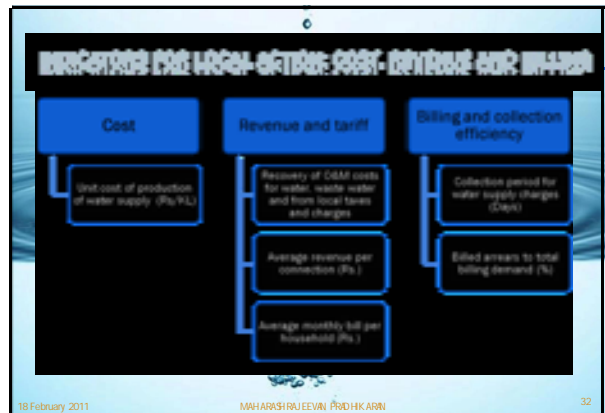 Cost
Revenue and tariff
Billing and collection
efficiency
Unit cost of production
of water supply (Rs/KL)
Recovery of O&M costs
for water, waste water
and from local taxes
and charges
Average revenue per
connection (Rs.)
Average monthly bill per
household (Rs.)
Collection period for
water supply charges
(Days)
Billed arrears to total
billing demand (%)
18 February 2011
MAHARASHTRA JEEVAN PRADHIKARAN
32